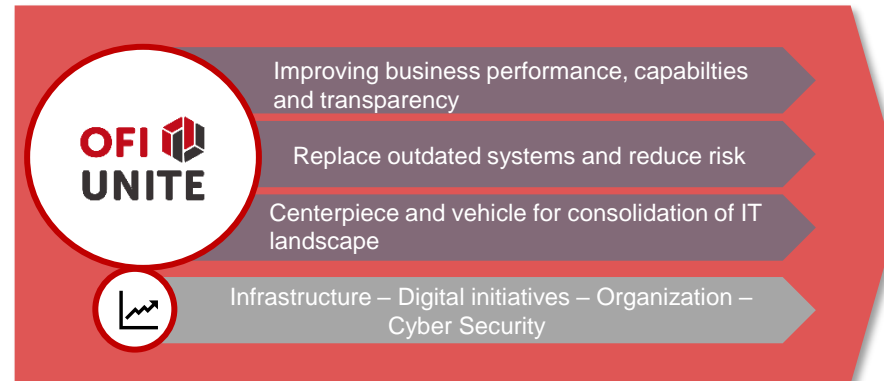 Improving business performance, capabilties
and transparency
OFI
UNITE
Replace outdated systems and reduce risk
Centerpiece and vehicle for consolidation of IT
landscape
Infrastructure – Digital initiatives – Organization –
Cyber Security